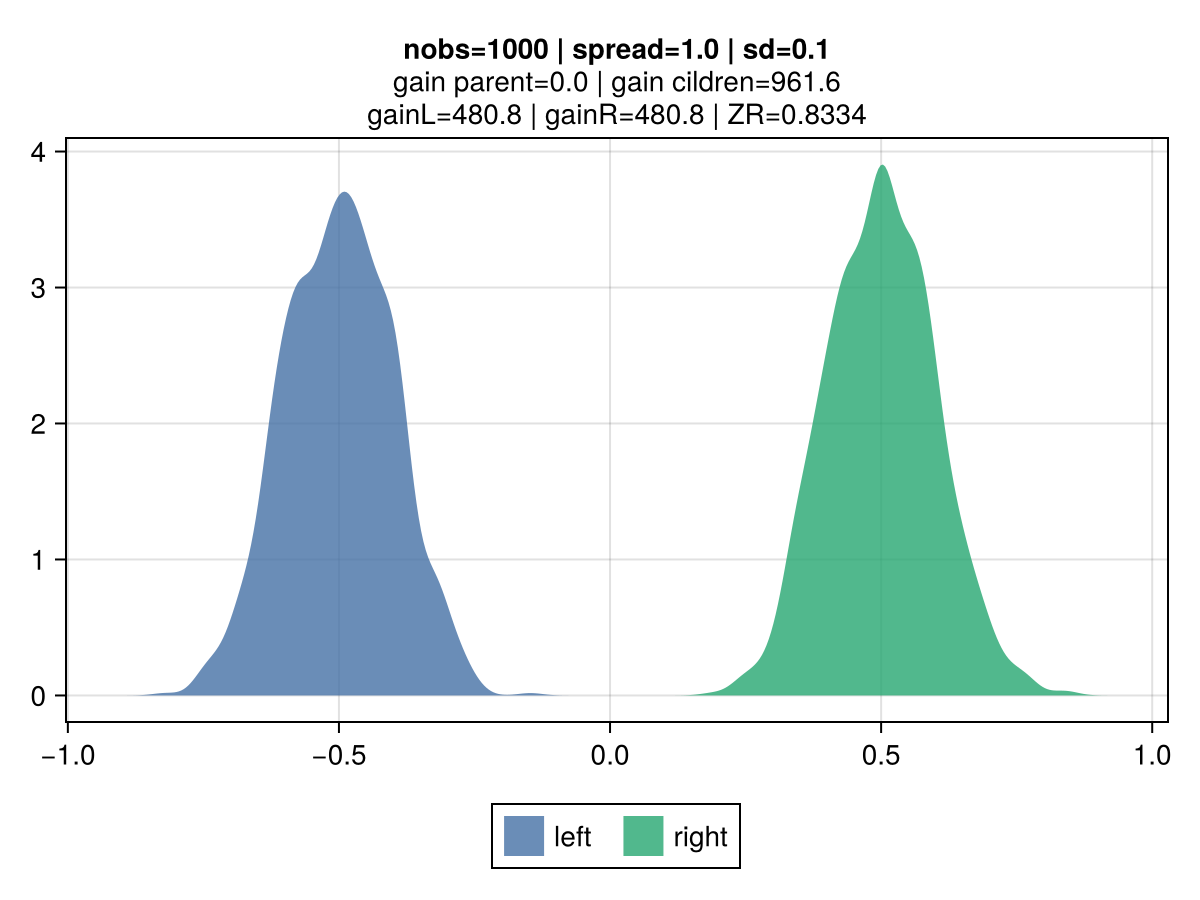 nobs=1000 | spread=1.0 | sd=0.1
gain parent=0.0 | gain cildren=961.6
gainL=480.8 | gainR=480.8 | ZR=0.8334
4
3
2
1
0
−1.0 −0.5 0.0 0.5 1.0
left right